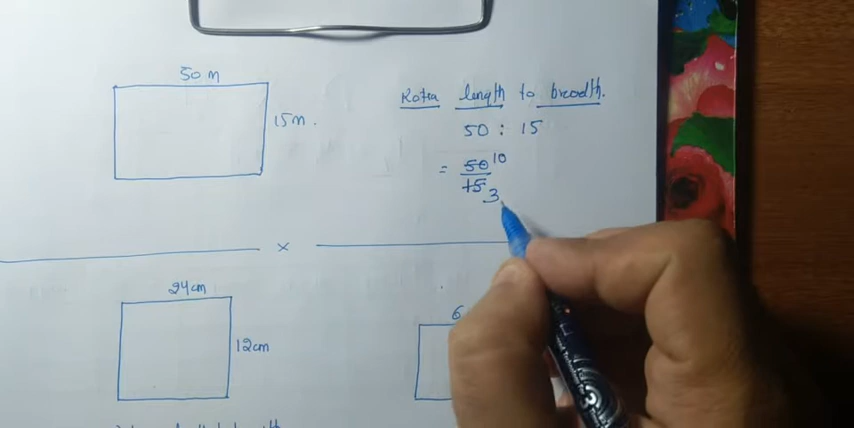 50 m
15m.
Ratio length to breadth.
50 : 15
= 50 10
15 3
×
24cm
12cm
6